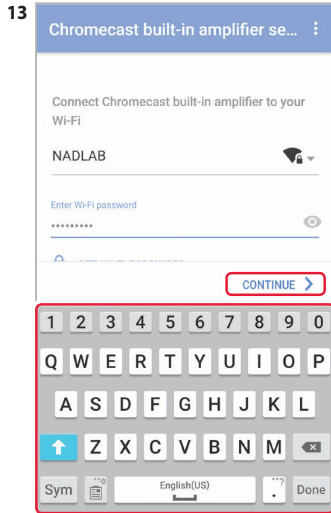 13
Chromecast built-in amplifier se...
Connect Chromecast built-in amplifier to your
Wi-Fi
NADLAB
Enter Wi-Fi password
•••••••••
CONTINUE
1 2 3 4 5 6 7 8 9 0
Q W E R T Y U I O P
A S D F G H J K L
Z X C V B N M
Sym English(US) . Done